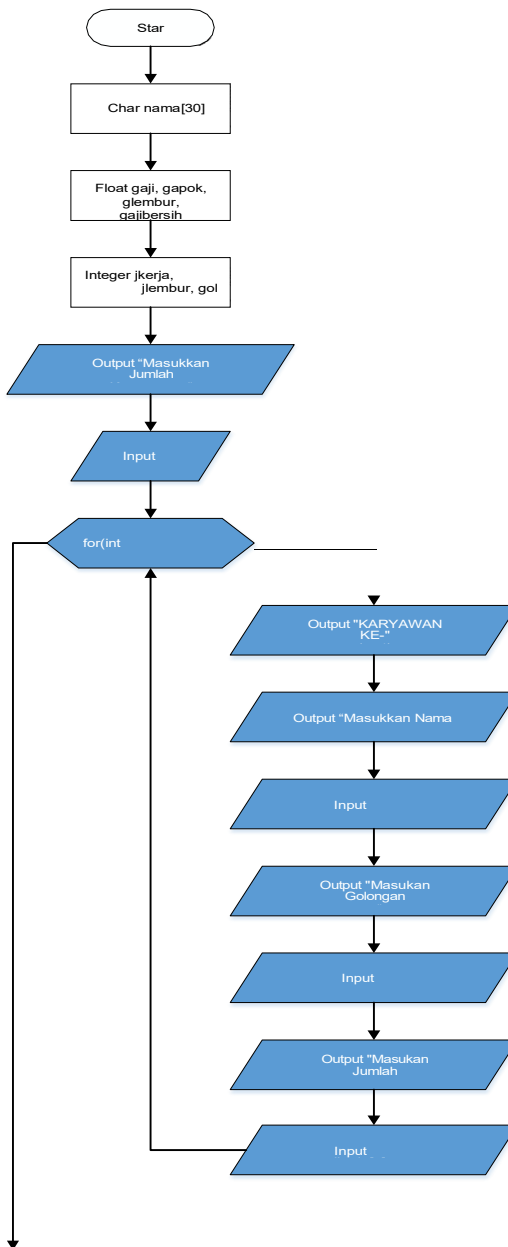 Star
Char nama[30]
Float gaji, gapok,
glembur,
gajibersih
Integer jkerja,
jlembur, gol
Output "Masukkan
Jumlah
Input
for(int
Output "KARYAWAN
KE-"
Output "Masukkan Nama
Input
Output "Masukan
Golongan
Input
Output "Masukan
Jumlah
Input